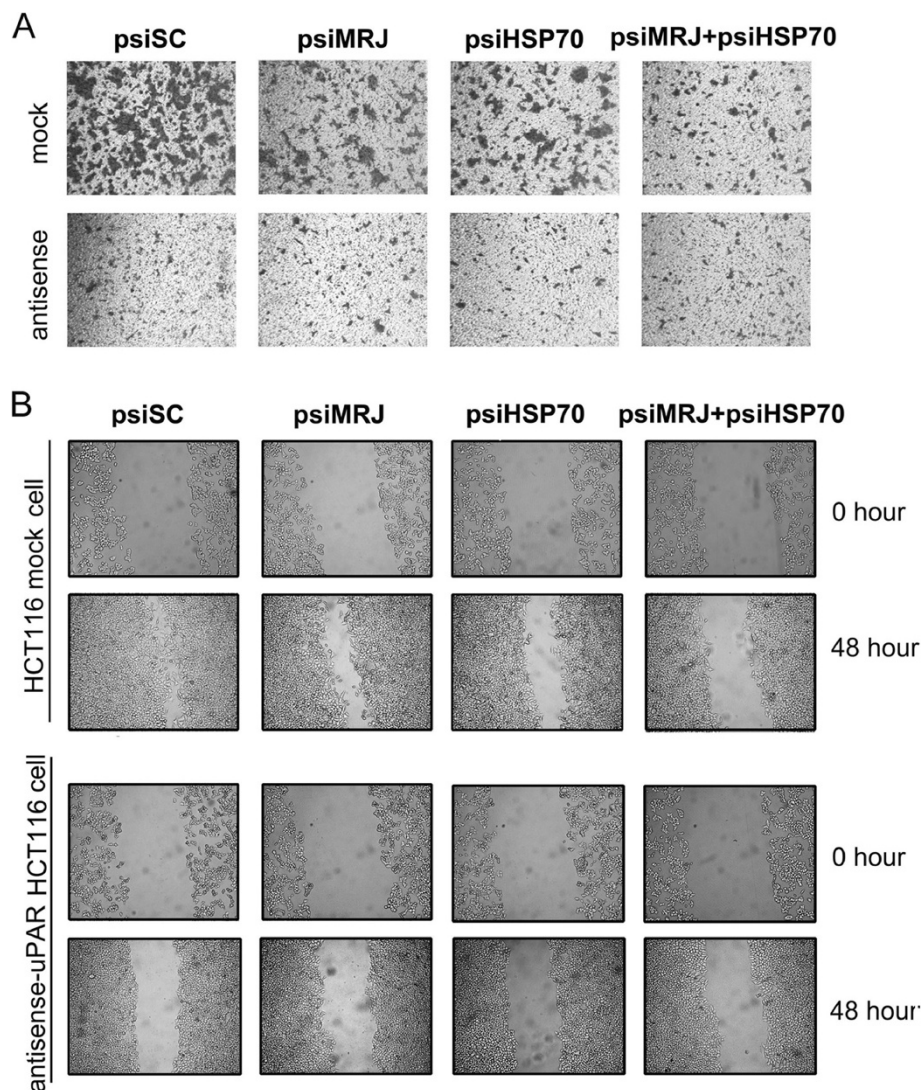 A
psiSC psiMRJ psiHSP70 psiMRJ+psiHSP70
mock
antisense
B
psiSC psiMRJ psiHSP70 psiMRJ+psiHSP70
HCT116 mock cell
0 hour
48 hour
antisense-uPAR HCT116 cell
0 hour
48 hour